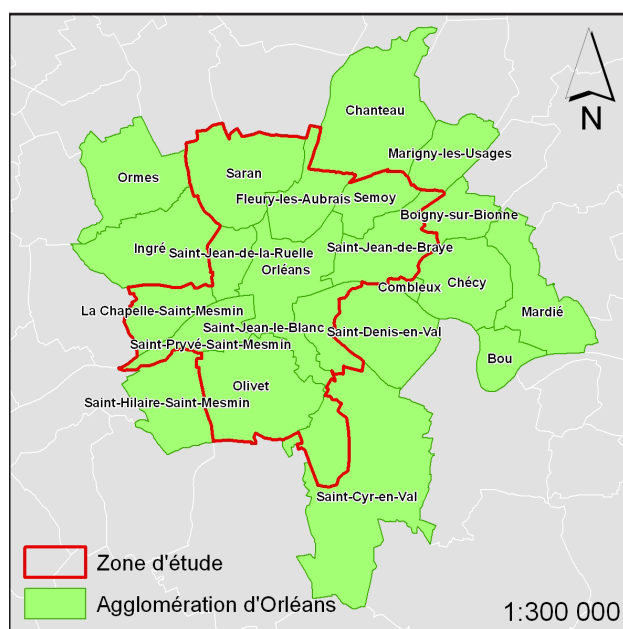 Chanteau
N
Marigny-les-Usages
Saran
Ormes
Fleury-les-Aubrais
Semoy
Boigny-sur-Bionne
Ingré
Saint-Jean-de-la-Ruelle
Saint-Jean-de-Braye
Orléans
Combleux
Chécy
La Chapelle-Saint-Mesmin
Mardié
Saint-Jean-le-Blanc
Saint-Denis-en-Val
Saint-Pryvé-Saint-Mesmin
Bou
Olivet
Saint-Hilaire-Saint-Mesmin
Saint-Cyr-en-Val
Zone d'étude
Agglomération d'Orléans
1:300 000